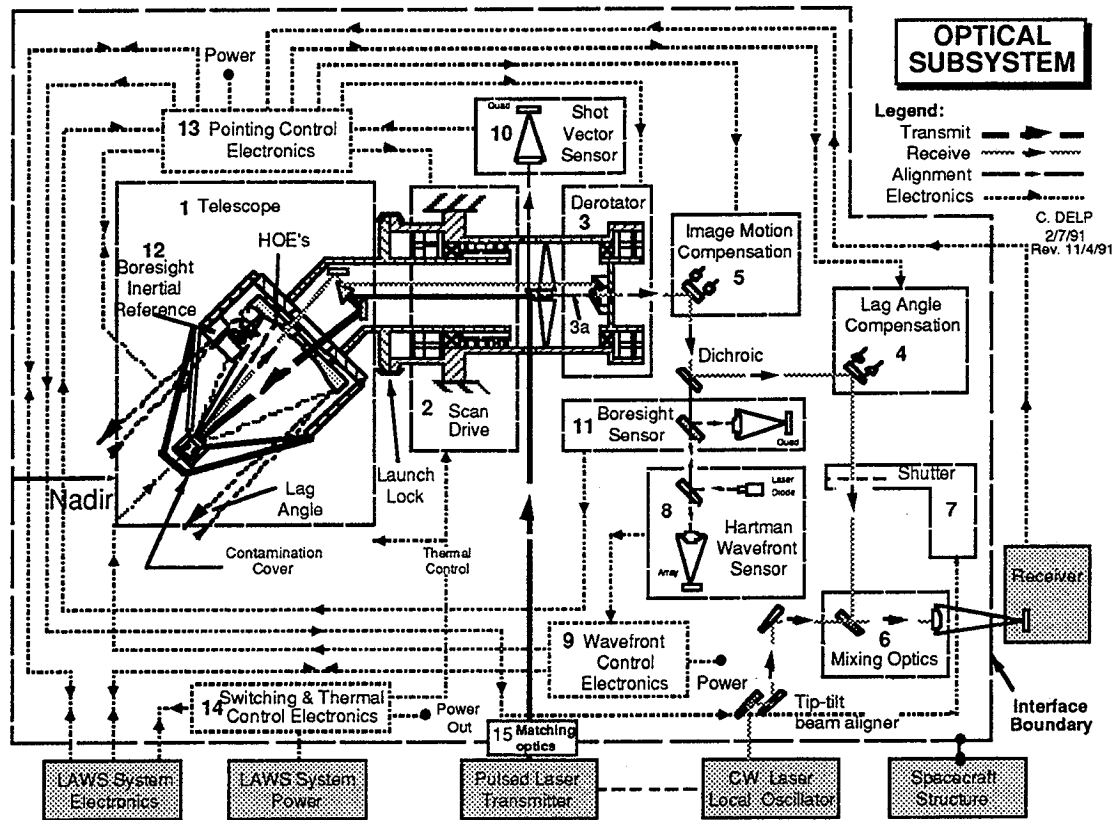 OPTICAL
SUBSYSTEM
Legend:
Transmit
Receive
Alignment
Electronics
C. DELP
2/7/91
Rev. 11/4/91
Power
13 Pointing Control
Electronics
Quad
10
Shot
Vector
Sensor
1 Telescope
HOE's
12
Boresight
Inertial
Reference
Derotator
3
3a
Image Motion
Compensation
5
Lag Angle
Compensation
4
Dichroic
2
Scan
Drive
11
Boresight
Sensor
Quad
Launch
Lock
Nadir
Lag
Angle
Contamination
Cover
Thermal
Control
8
Laser
Diode
Hartman
Wavefront
Sensor
Array
Shutter
7
Receiver
9 Wavefront
Control
Electronics
Power
6
Mixing Optics
Tip-tilt
beam aligner
Interface
Boundary
14
Switching & Thermal
Control Electronics
Power
Out
15 Matching
optics
LAWS System
Electronics
LAWS System
Power
Pulsed Laser
Transmitter
CW Laser
Local Oscillator
Spacecraft
Structure